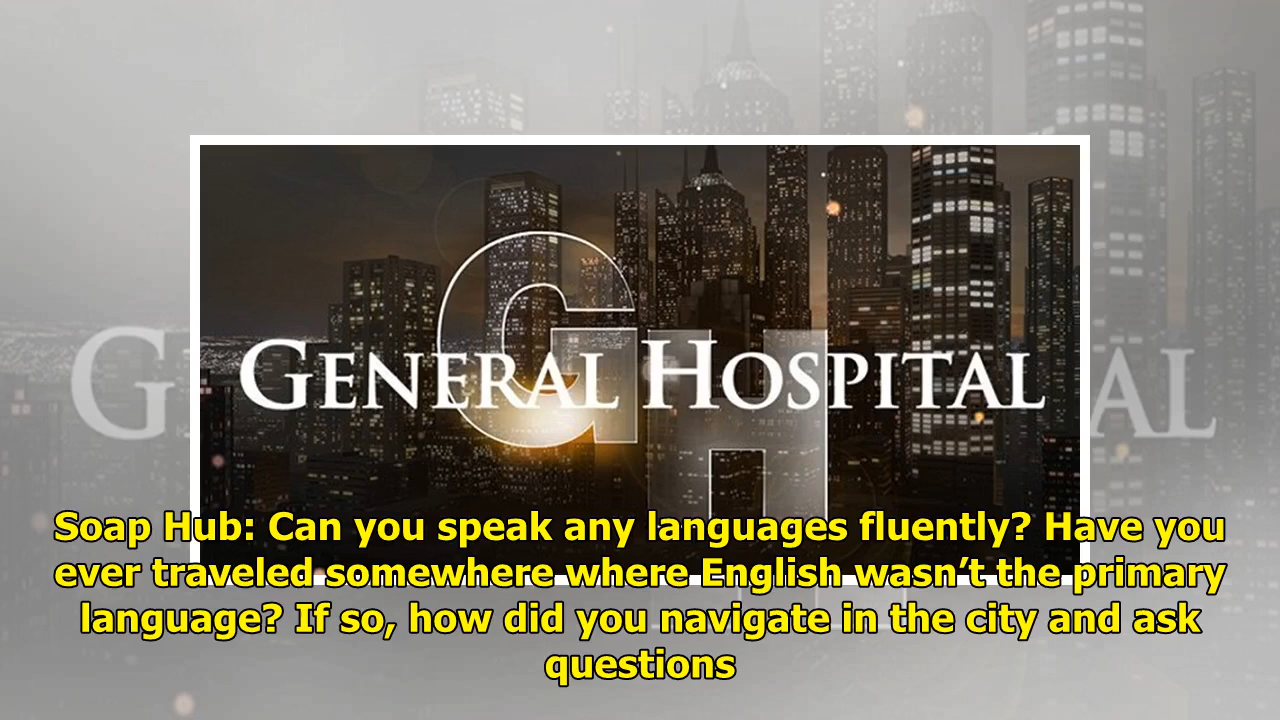 GENERAL HOSPITAL
GH
Soap Hub: Can you speak any languages fluently? Have you
ever traveled somewhere where English wasn’t the primary
language? If so, how did you navigate in the city and ask
questions